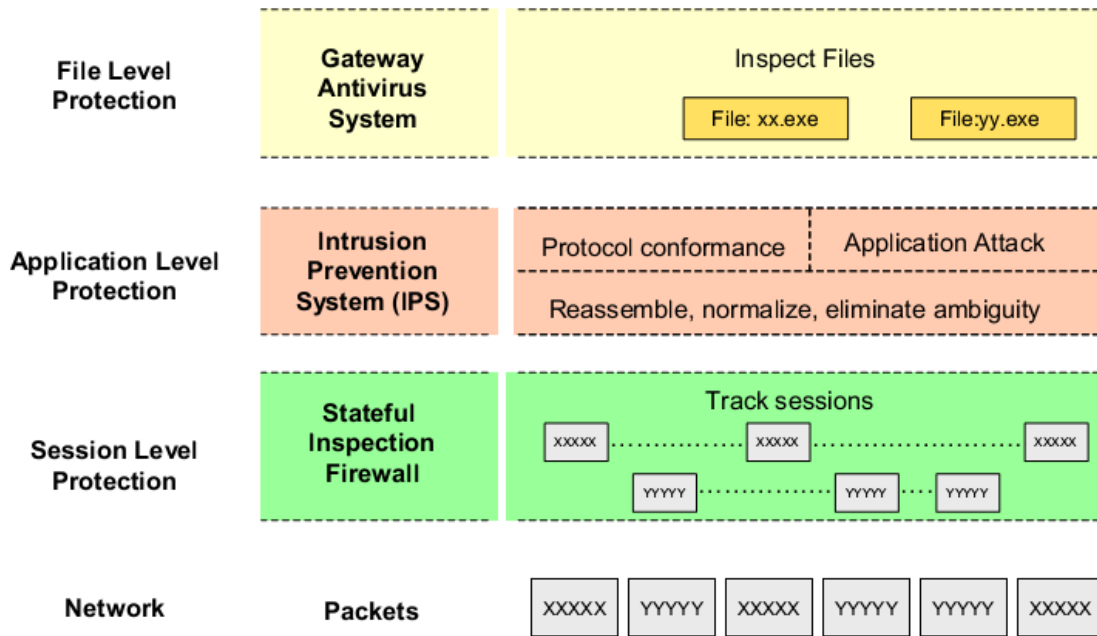 File Level
Protection
Gateway
Antivirus
System
Inspect Files
File: xx.exe
File:yy.exe
Application Level
Protection
Intrusion
Prevention
System (IPS)
Protocol conformance
Application Attack
Reassemble, normalize, eliminate ambiguity
Session Level
Protection
Stateful
Inspection
Firewall
Track sessions
XXXXX XXXXX XXXXX
YYYYY YYYYY YYYYY
Network
Packets
XXXXX YYYYY XXXXX YYYYY YYYYY XXXXX